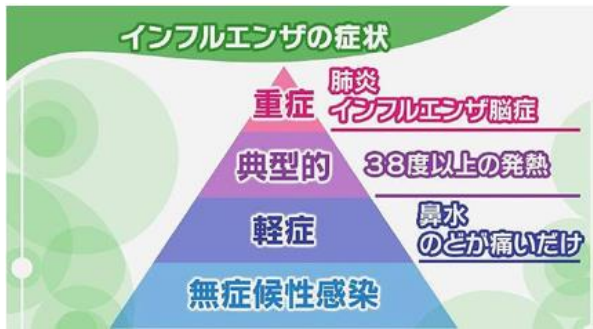 インフルエンザの症状
重症
肺炎
インフルエンザ脳症
典型的
38度以上の発熱
軽症
鼻水
のどが痛いだけ
無症候性感染